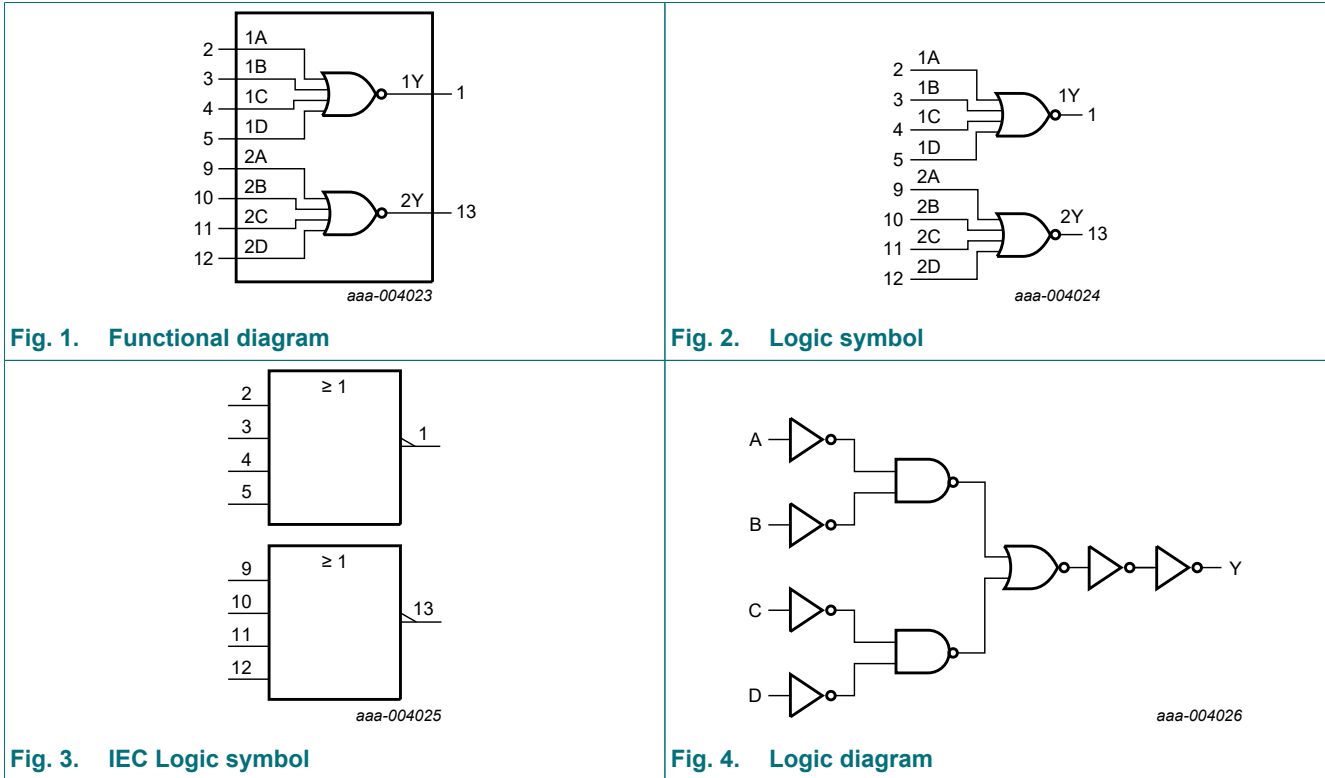 2 1A
3 1B
4 1C
5 1D
1Y 1
9 2A
10 2B
11 2C
12 2D
2Y 13
aaa-004023
Fig. 1. Functional diagram
2 1A
3 1B
4 1C
5 1D
1Y 1
9 2A
10 2B
11 2C
12 2D
2Y 13
aaa-004024
Fig. 2. Logic symbol
≥ 1
2
3
4
5
1
≥ 1
9
10
11
12
13
aaa-004025
Fig. 3. IEC Logic symbol
A
B
C
D
Y
aaa-004026
Fig. 4. Logic diagram